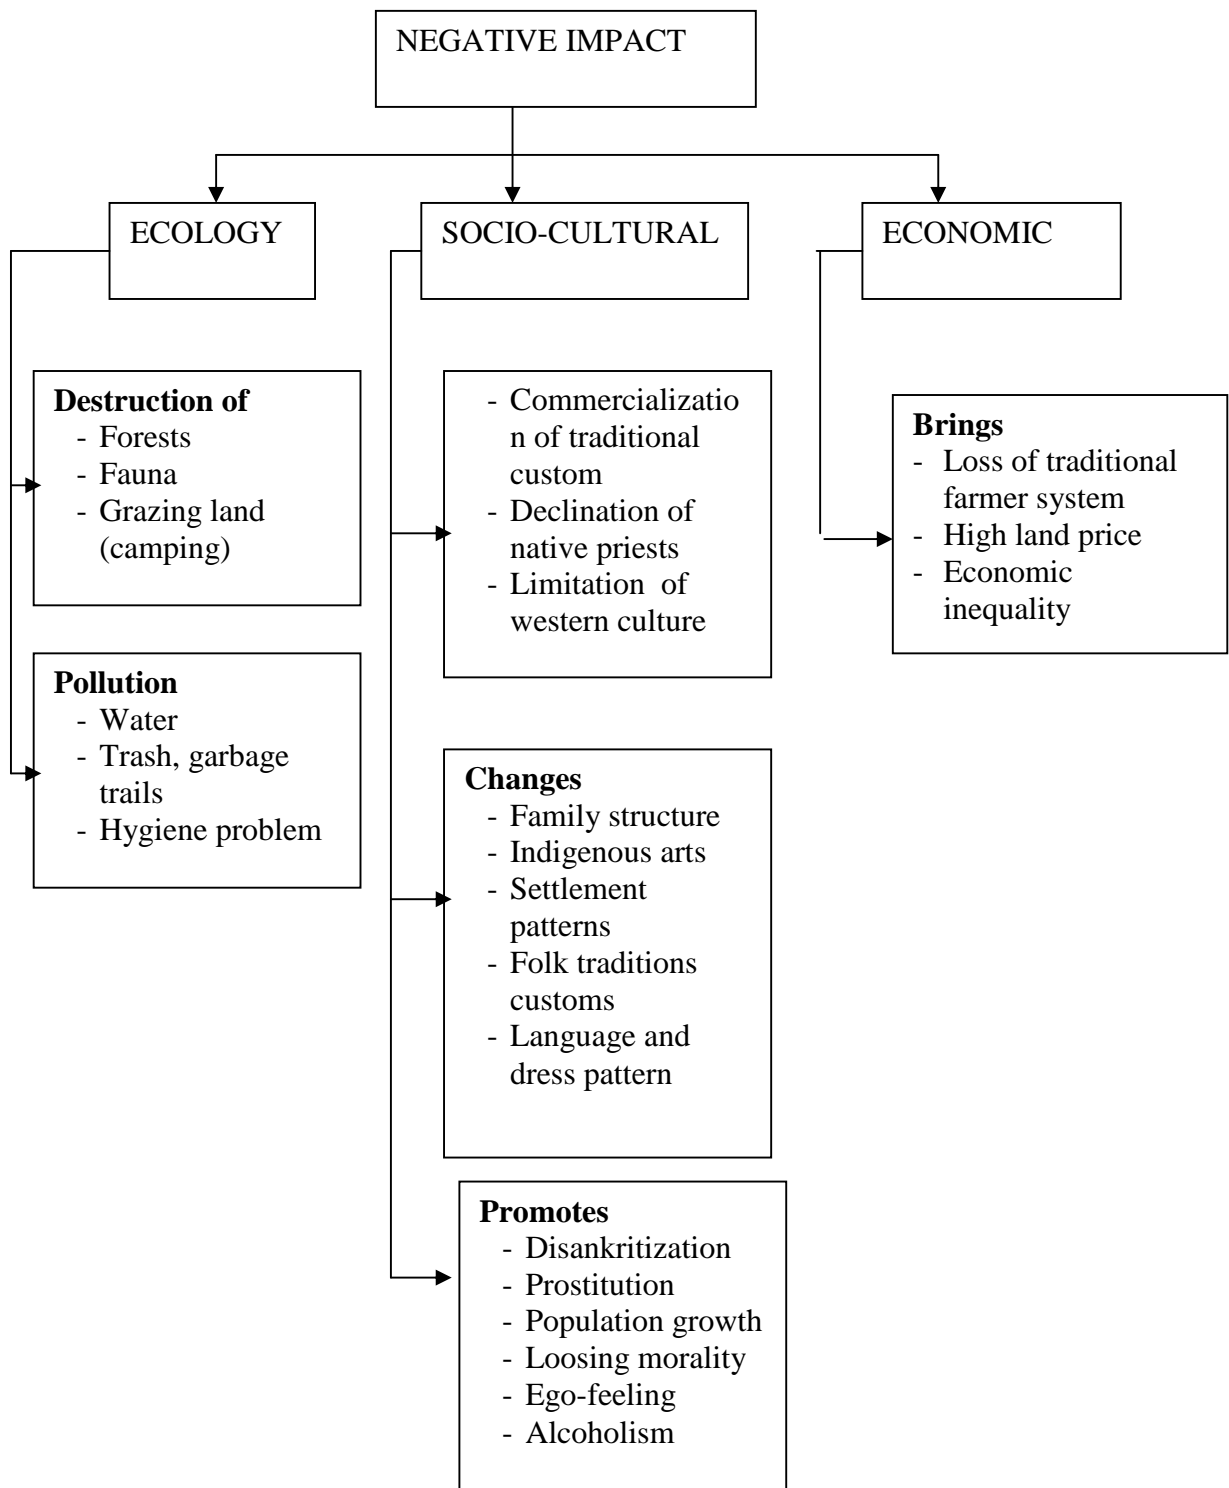 NEGATIVE IMPACT
ECOLOGY
SOCIO-CULTURAL
ECONOMIC
Destruction of
- Forests
- Fauna
- Grazing land
(camping)
Pollution
- Water
- Trash, garbage
trails
- Hygiene problem
- Commercializatio
n of traditional
custom
- Declination of
native priests
- Limitation of
western culture
Changes
- Family structure
- Indigenous arts
- Settlement
patterns
- Folk traditions
customs
- Language and
dress pattern
Promotes
- Disankritization
- Prostitution
- Population growth
- Loosing morality
- Ego-feeling
- Alcoholism
Brings
- Loss of traditional
farmer system
- High land price
- Economic
inequality